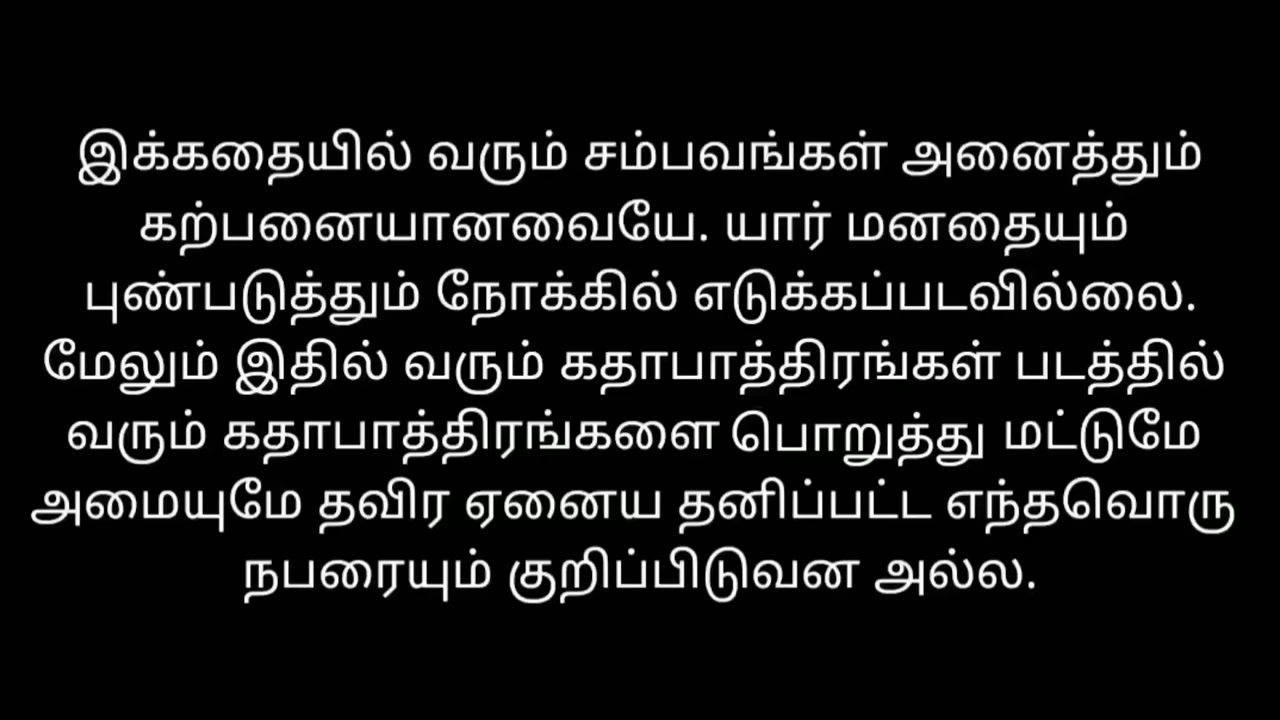 இக்கதையில் வரும் சம்பவங்கள் அனைத்தும்
கற்பனையானவையே. யார் மனதையும்
புண்படுத்தும் நோக்கில் எடுக்கப்படவில்லை.
மேலும் இதில் வரும் கதாபாத்திரங்கள் படத்தில்
வரும் கதாபாத்திரங்களை பொறுத்து மட்டுமே
அமையுமே தவிர ஏனைய தனிப்பட்ட எந்தவொரு
நபரையும் குறிப்பிடுவன அல்ல.